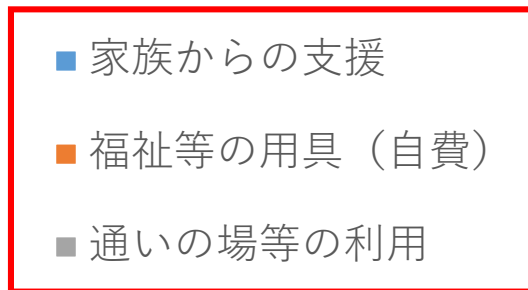 家族からの支援
福祉等の用具（自費）
通いの場等の利用